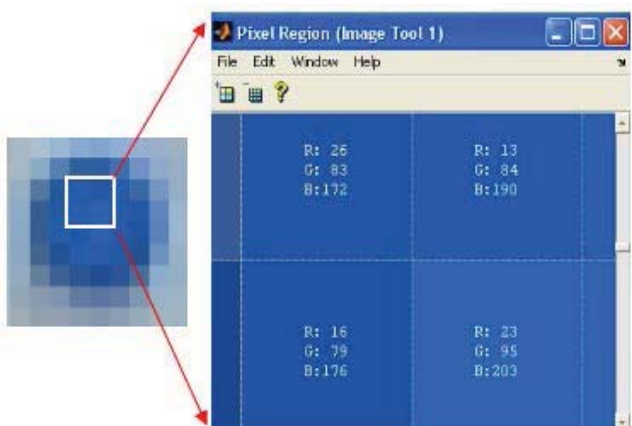 Pixel Region (Image Tool 1)
File Edit Window Help
R: 26
G: 83
B:172
R: 13
G: 84
B:190
R: 16
G: 79
B:176
R: 23
G: 95
B:203